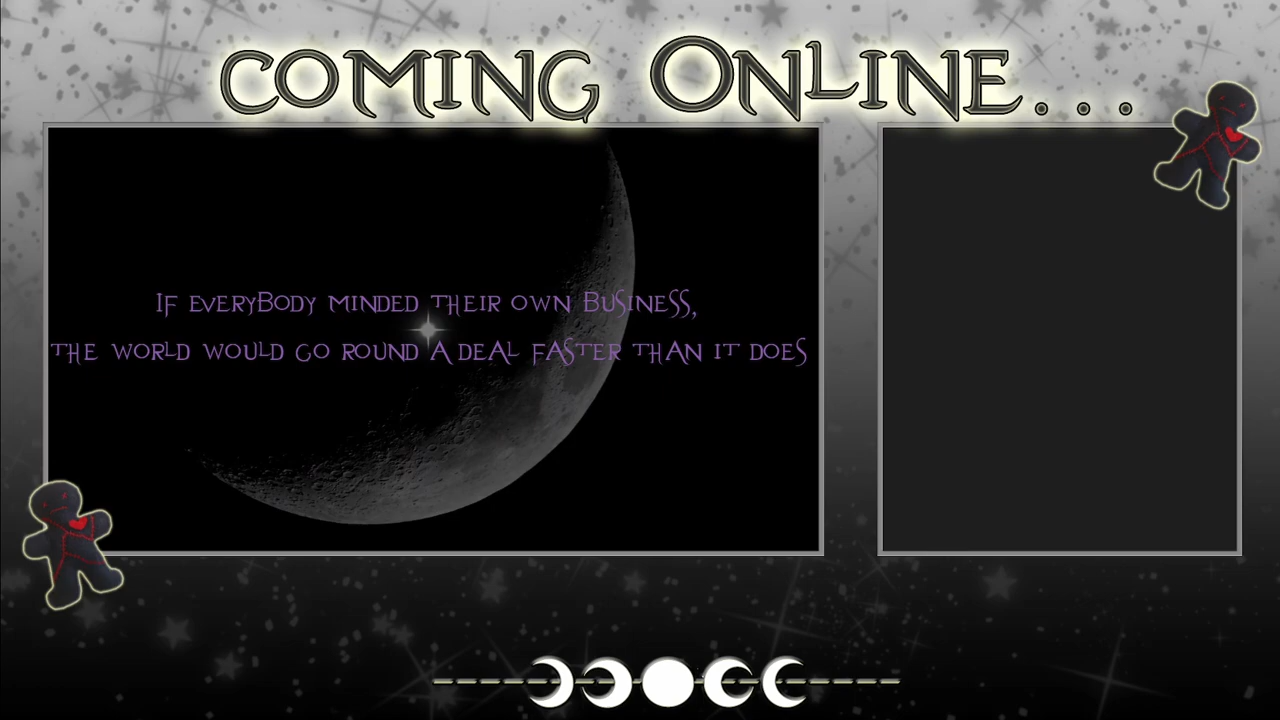 COMING ONLINE...
IF EVERYBODY MINDED THEIR OWN BUSINESS,
THE WORLD WOULD GO ROUND A DEAL FASTER THAN IT DOES